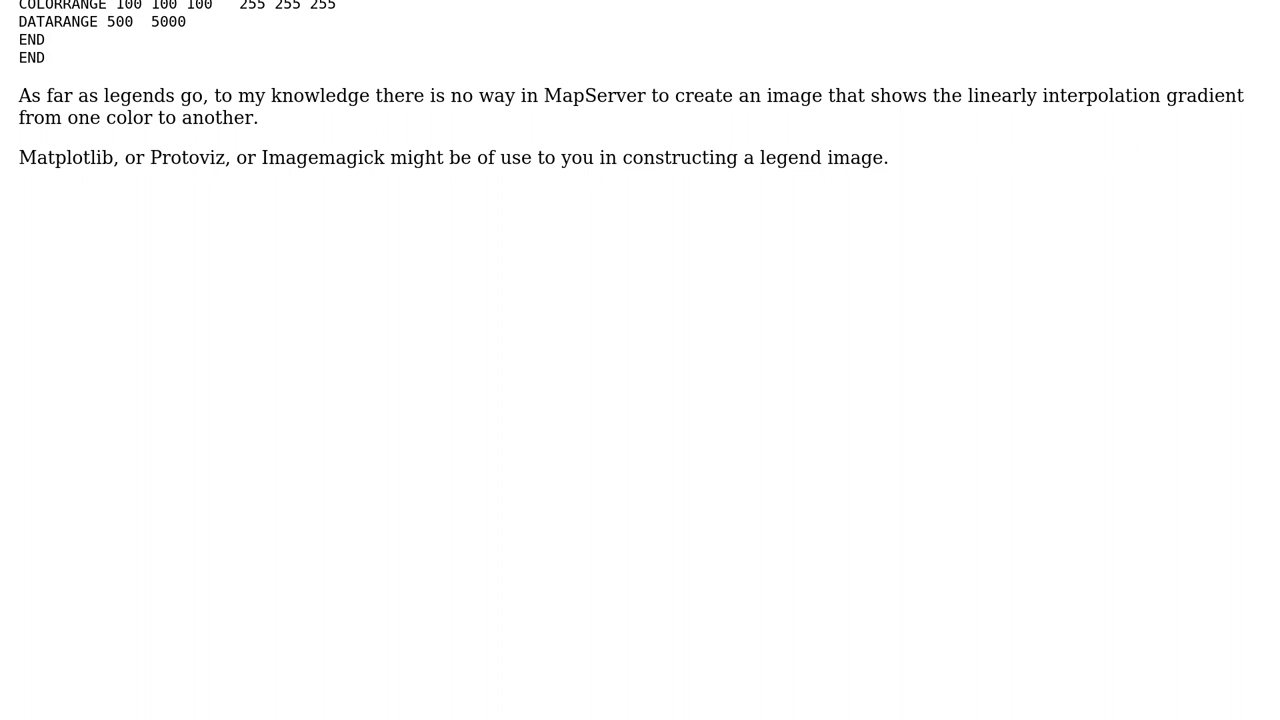 COLORRANGE 100 100 100   255 255 255
DATARANGE 500  5000
END
END
As far as legends go, to my knowledge there is no way in MapServer to create an image that shows the linearly interpolation gradient
from one color to another.
Matplotlib, or Protoviz, or Imagemagick might be of use to you in constructing a legend image.